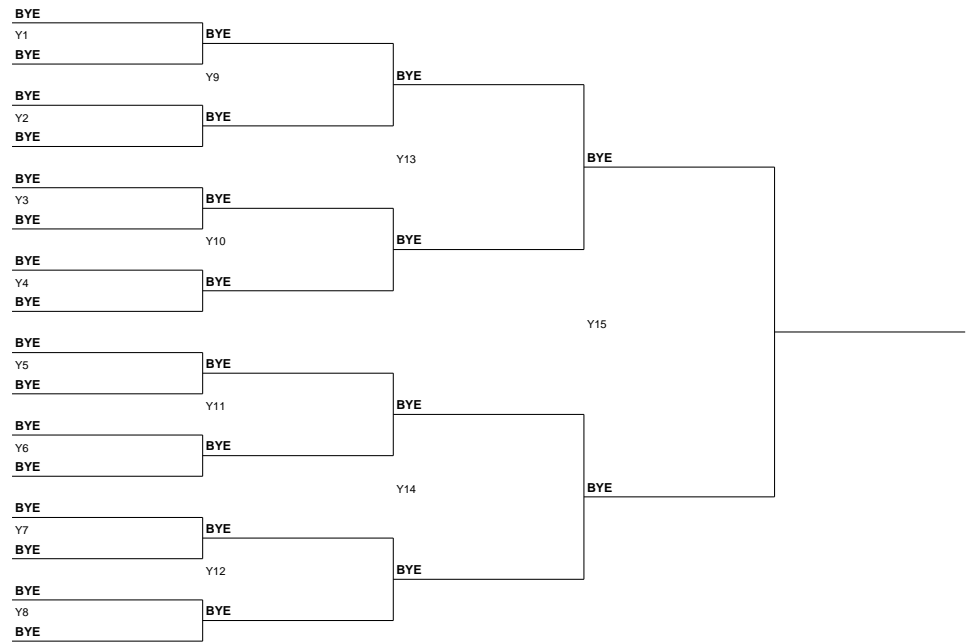 BYE
Y1 BYE
BYE
Y9 BYE
BYE
Y2 BYE
BYE
Y13 BYE
BYE
Y3 BYE
BYE
Y10 BYE
BYE
Y4 BYE
BYE
Y15
BYE
Y5 BYE
BYE
Y11 BYE
BYE
Y6 BYE
BYE
Y14 BYE
BYE
Y7 BYE
BYE
Y12 BYE
BYE
Y8 BYE
BYE